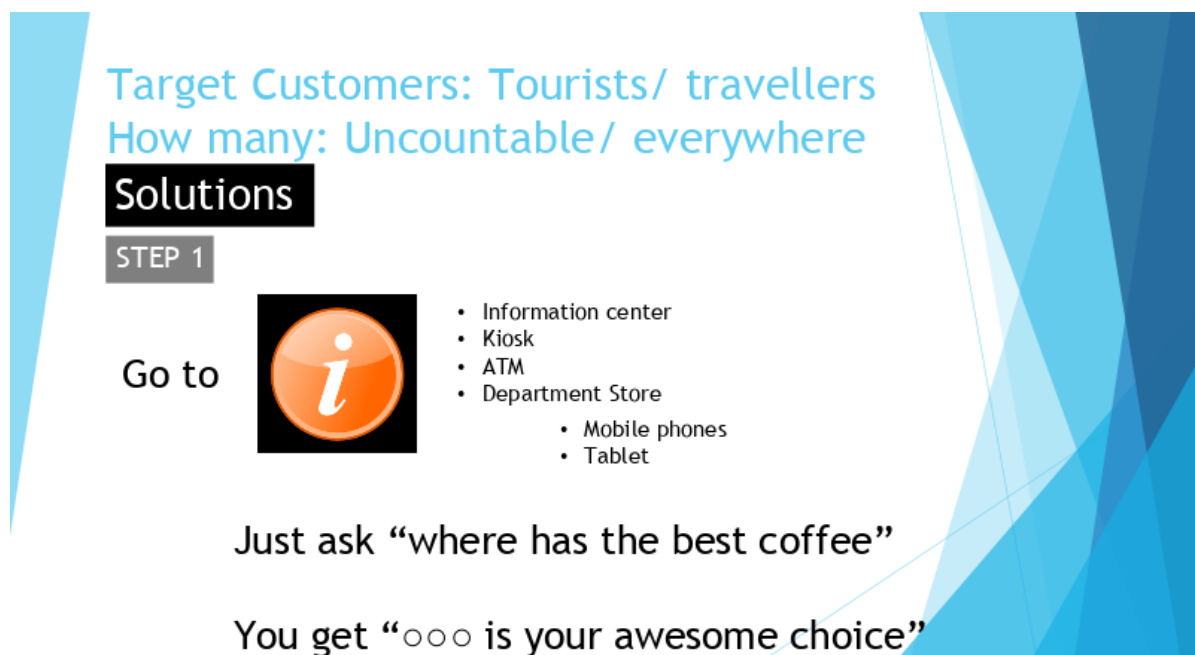 Target Customers: Tourists/ travellers
How many: Uncountable/ everywhere
Solutions
STEP 1
Go to
i
• Information center
• Kiosk
• ATM
• Department Store
• Mobile phones
• Tablet
Just ask “where has the best coffee”
You get “○○○ is your awesome choice”